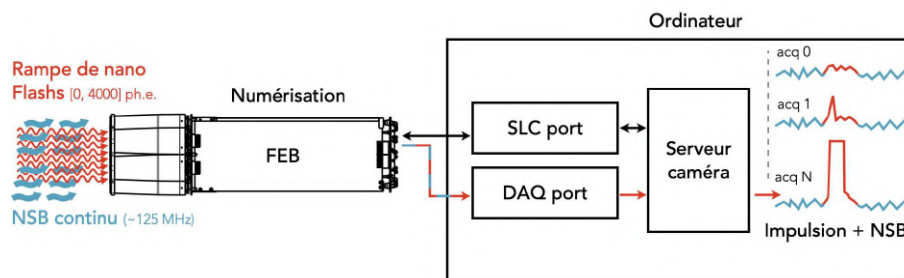 Ordinateur
Rampe de nano
Flashs [0, 4000] ph.e.
Numérisation
FEB
NSB continu (~125 MHz)
SLC port
DAQ port
Serveur
caméra
acq 0
acq 1
acq N
Impulsion + NSB